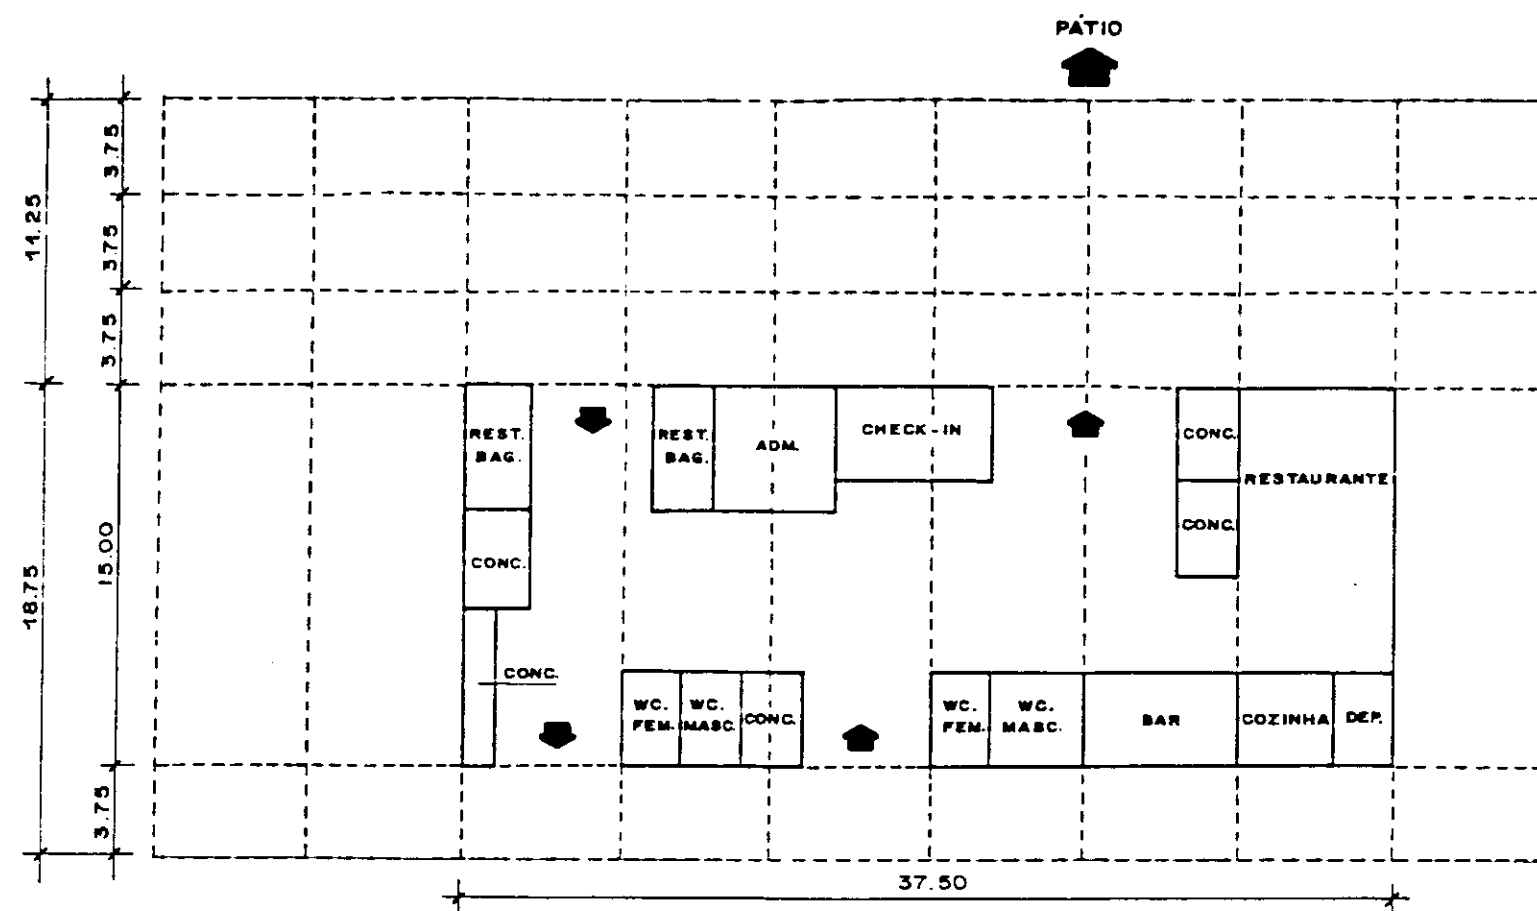 PÁTIO
11.25
3.75
3.75
3.75
18.75
15.00
3.75
REST.
BAG.
CONC.
CONC.
REST.
BAG.
ADM.
CHECK-IN
CONC.
CONC.
RESTAURANTE
WC.
FEM.
WC.
MASC.
CONC.
WC.
FEM.
WC.
MASC.
BAR
COZINHA
DEP.
37.50